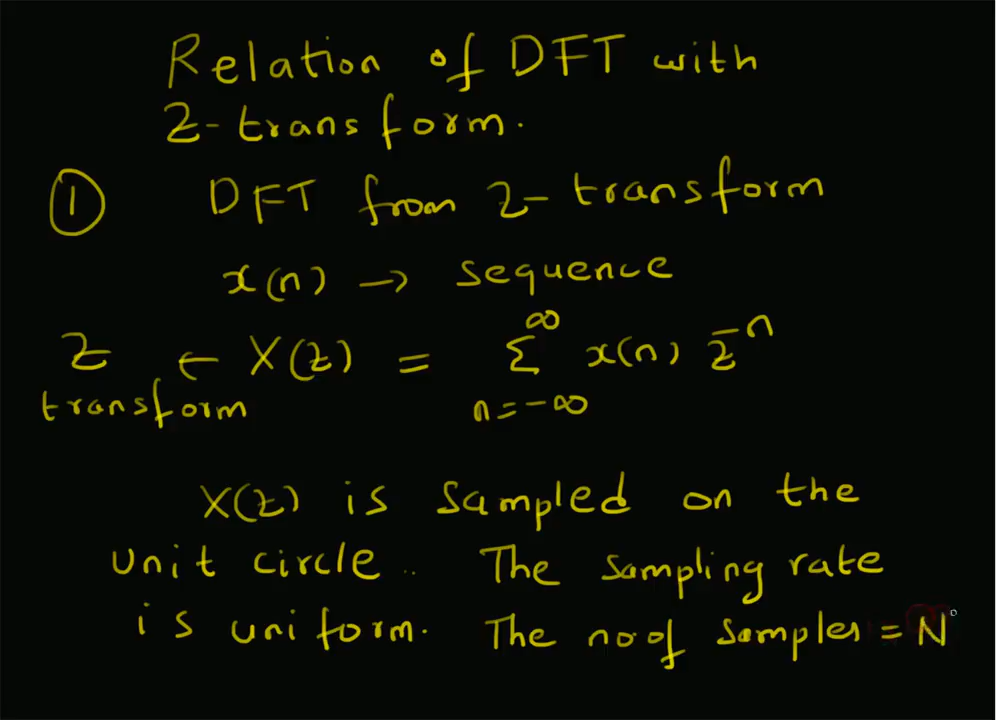 Relation of DFT with
Z-transform.
① DFT from Z-transform
x(n) → sequence
Z ← X(z) = ∞ Σ x(n) z⁻ⁿ
transform n = -∞
X(z) is sampled on the
unit circle.. The sampling rate
is uniform. The no of samples = N